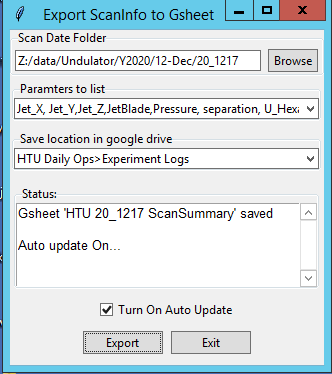 Export ScanInfo to Gsheet
Scan Date Folder
Z:/data/Undulator/Y2020/12-Dec/20_1217
Browse
Paramters to list
Jet_X, Jet_Y,Jet_Z,JetBlade,Pressure, separation, U_Hexa
Save location in google drive
HTU Daily Ops>Experiment Logs
Status:
Gsheet 'HTU 20_1217 ScanSummary' saved
Auto update On...
Turn On Auto Update
Export
Exit